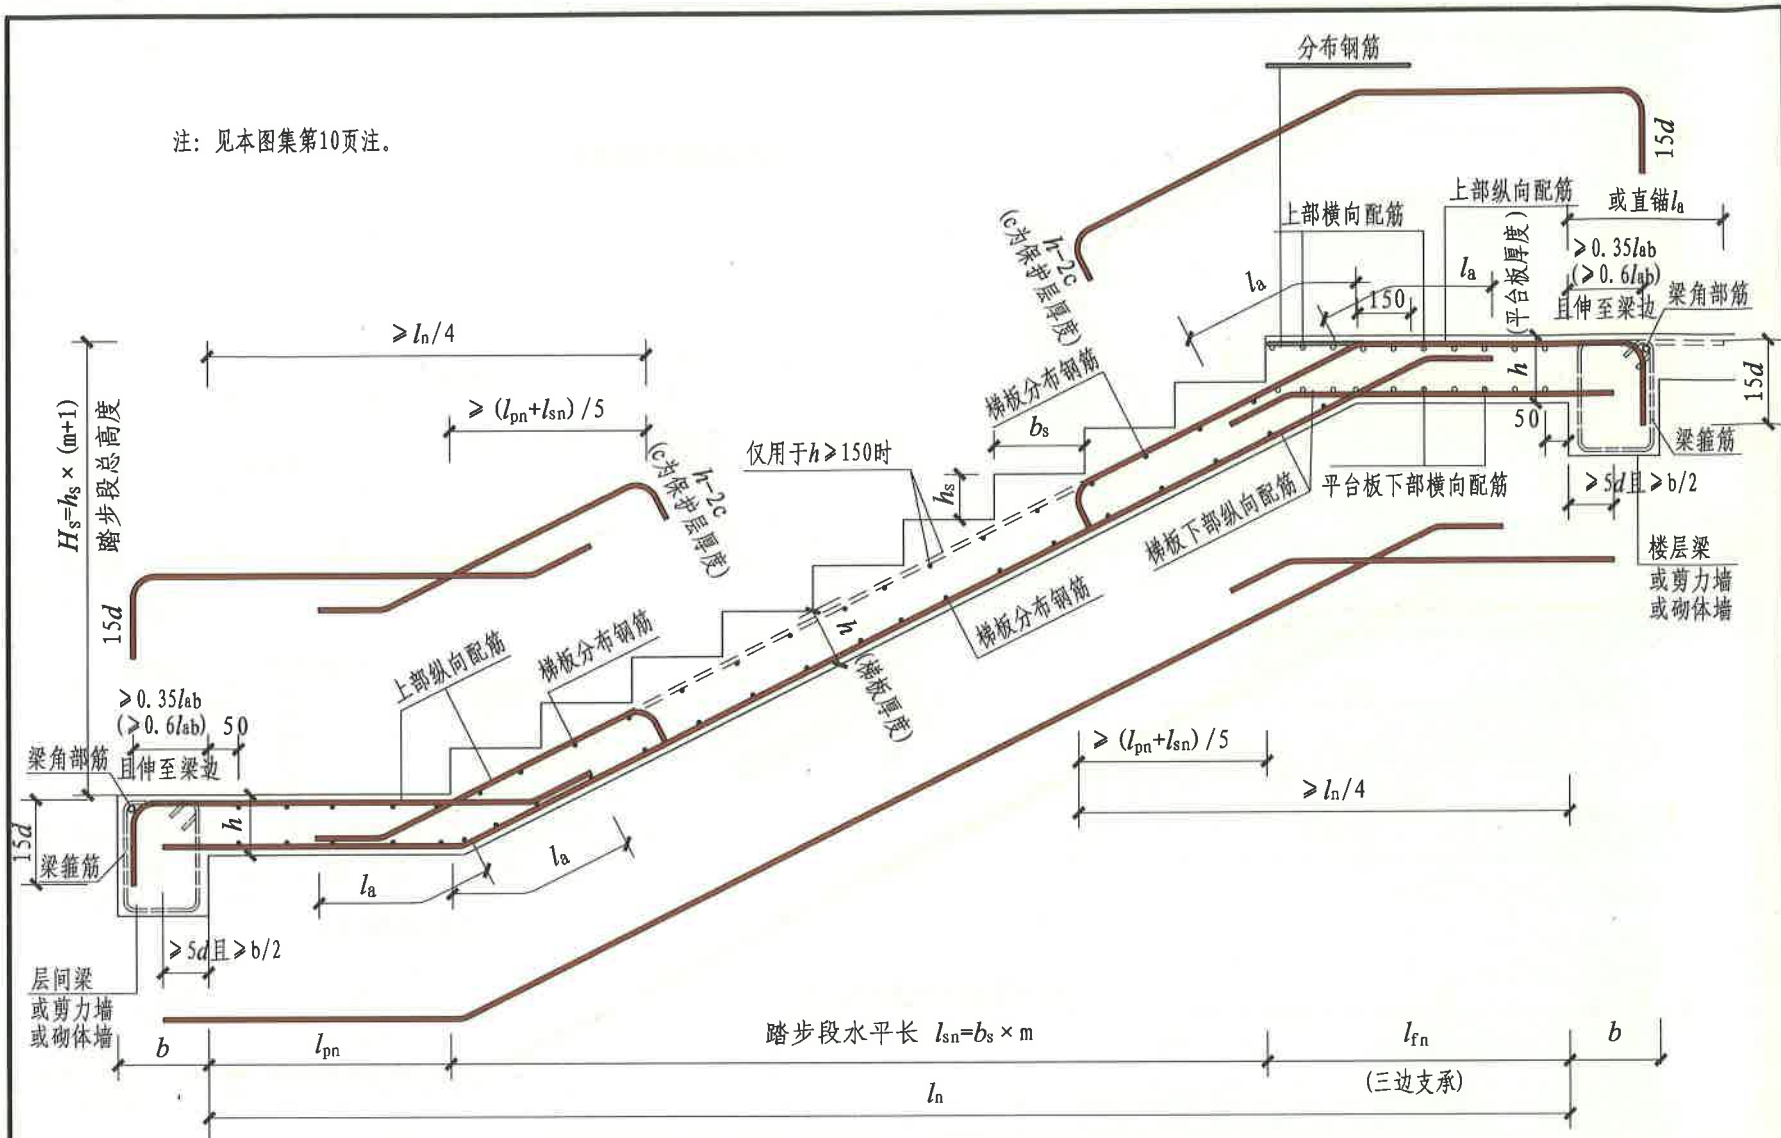 分布钢筋
注: 见本图集第10页注。
15d
上部纵向配筋
或直锚la
上部横向配筋
h-2c
(c为保护层厚度)
(平台板厚度)
≥0.35lab
(≥0.6lab)
且伸至梁边
la
la
150
梁角部筋
≥ln/4
Hs=hs×(m+1)
踏步段总高度
≥(lpn+lsn)/5
梯板分布钢筋
h
15d
bs
50
仅用于h≥150时
h-2c
(c为保护层厚度)
hs
梁箍筋
平台板下部横向配筋
≥5d且≥b/2
梯板下部纵向配筋
楼层梁
或剪力墙
或砌体墙
15d
梯板分布钢筋
h
(梯板厚度)
上部纵向配筋
梯板分布钢筋
≥0.35lab
(≥0.6lab)
50
且伸至梁边
梁角部筋
≥(lpn+lsn)/5
≥ln/4
15d
h
梁箍筋
la
la
≥5d且≥b/2
层间梁
或剪力墙
或砌体墙
b
lpn
踏步段水平长 lsn=bs×m
lfn
b
(三边支承)
ln